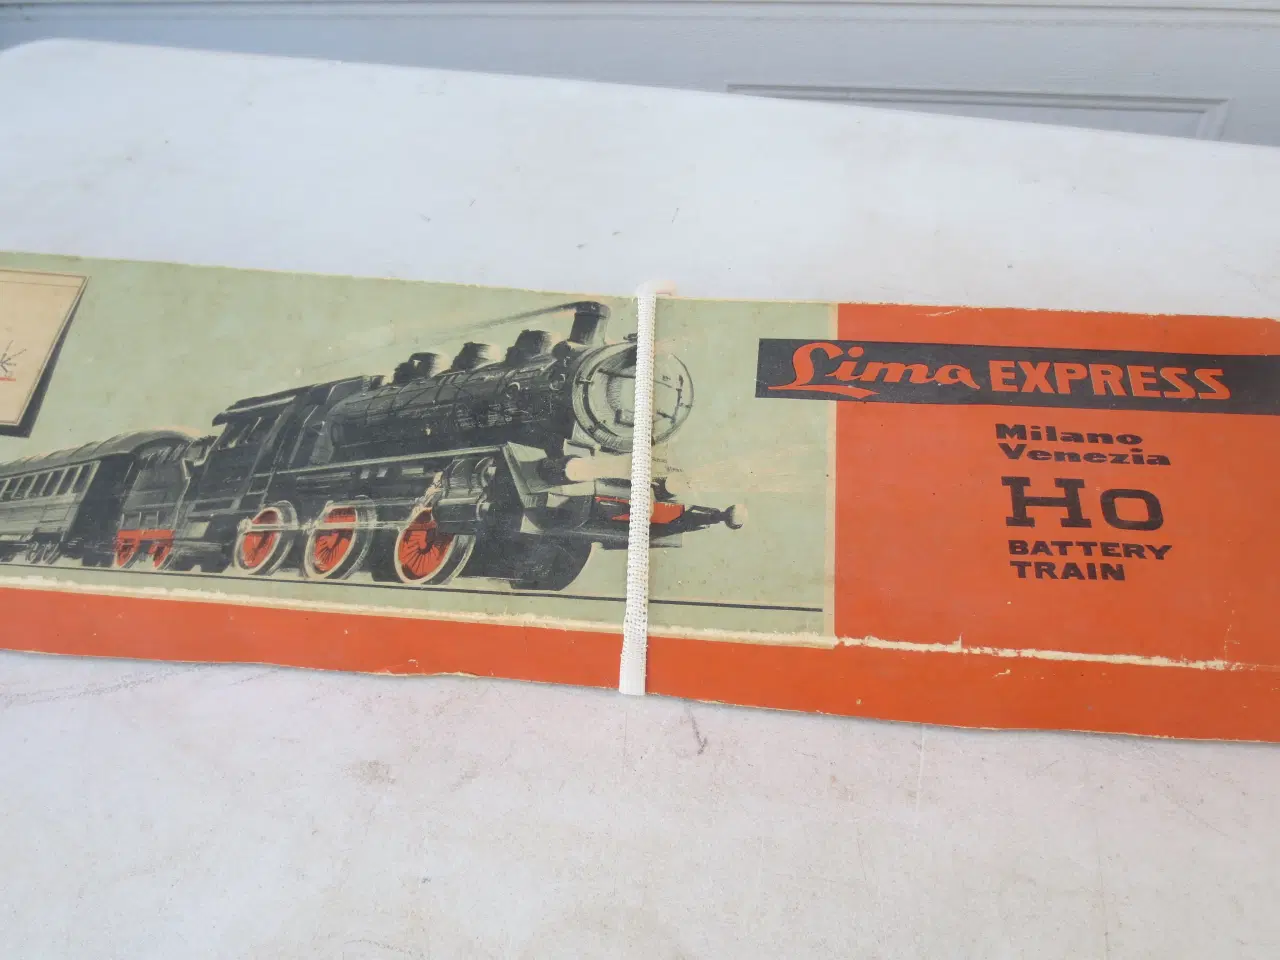 Lima EXPRESS
Milano
Venezia
HO
BATTERY
TRAIN